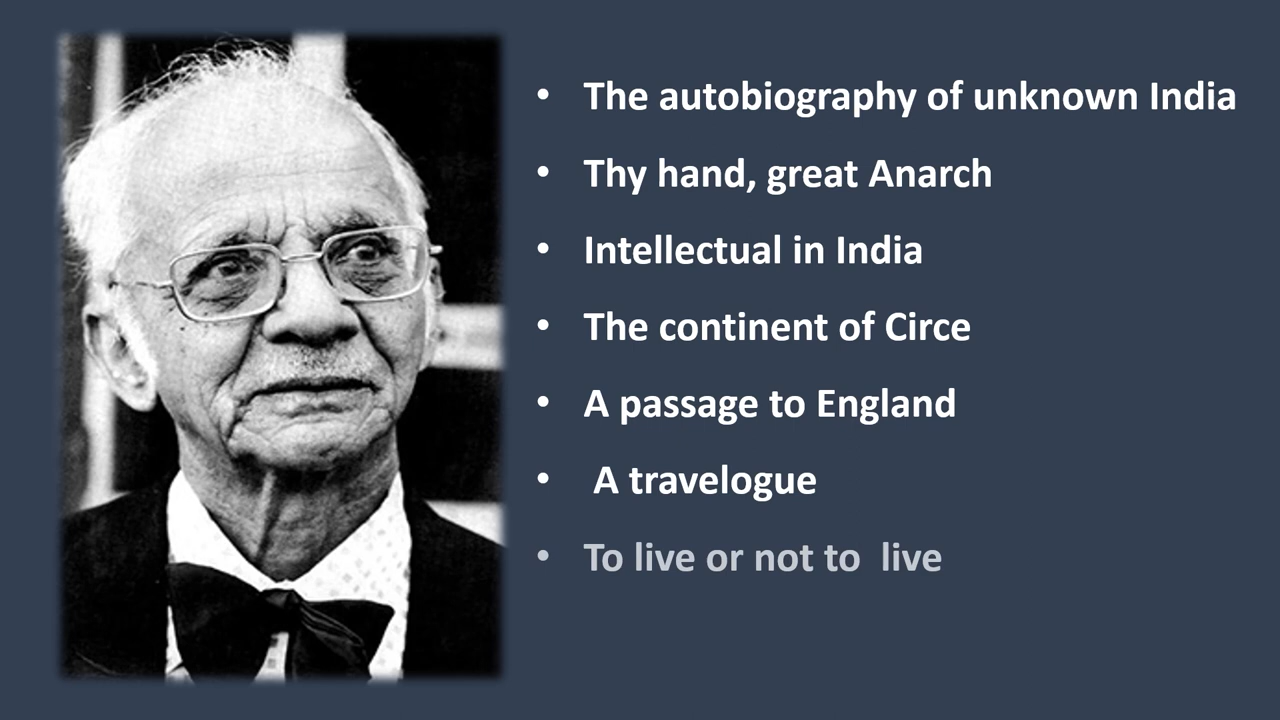 • The autobiography of unknown India
• Thy hand, great Anarch
• Intellectual in India
• The continent of Circe
• A passage to England
• A travelogue
• To live or not to  live